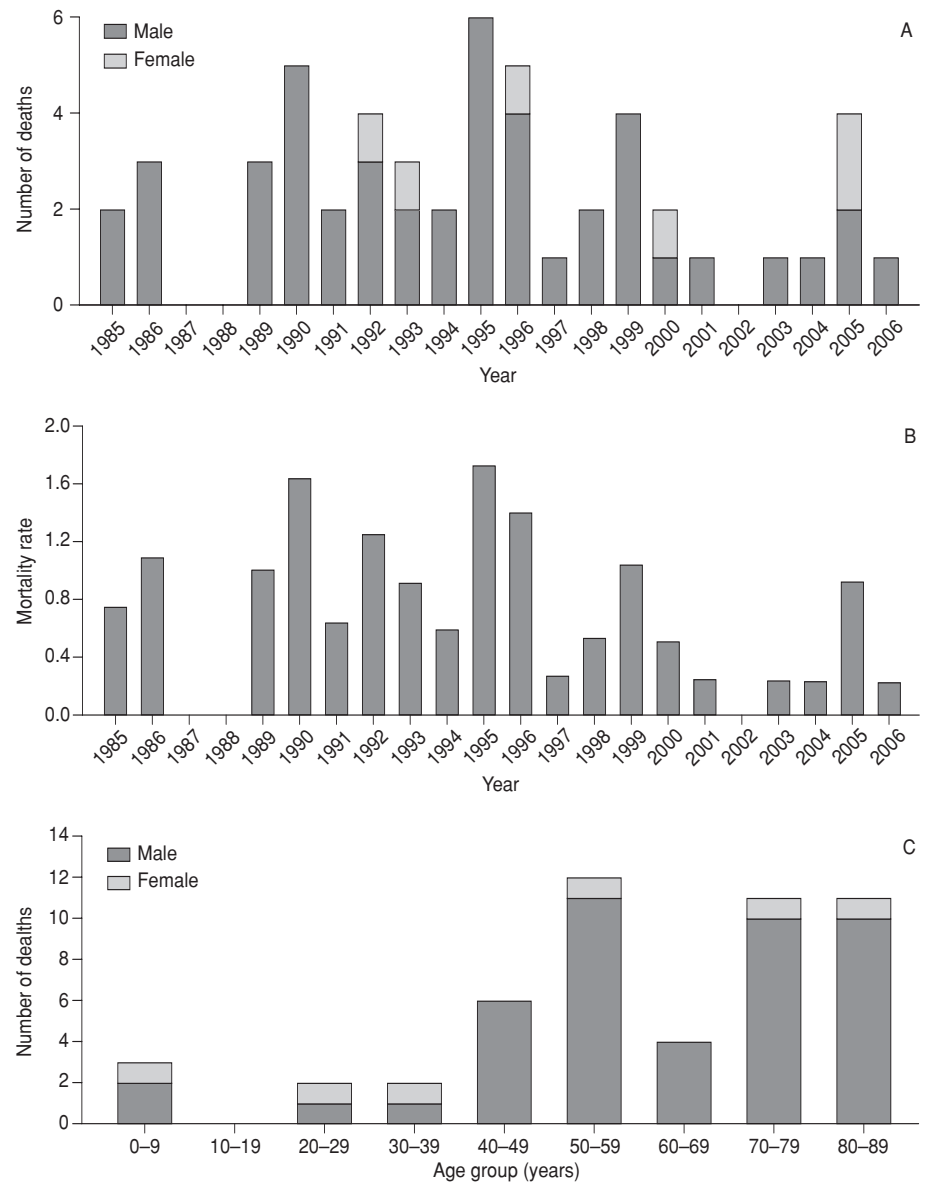 A
Male
Female
Number of deaths
6
4
2
0
1985 1986 1987 1988 1989 1990 1991 1992 1993 1994 1995 1996 1997 1998 1999 2000 2001 2002 2003 2004 2005 2006
Year
B
Mortality rate
2.0
1.6
1.2
0.8
0.4
0.0
1985 1986 1987 1988 1989 1990 1991 1992 1993 1994 1995 1996 1997 1998 1999 2000 2001 2002 2003 2004 2005 2006
Year
C
Male
Female
Number of dealths
14
12
10
8
6
4
2
0
0–9 10–19 20–29 30–39 40–49 50–59 60–69 70–79 80–89
Age group (years)